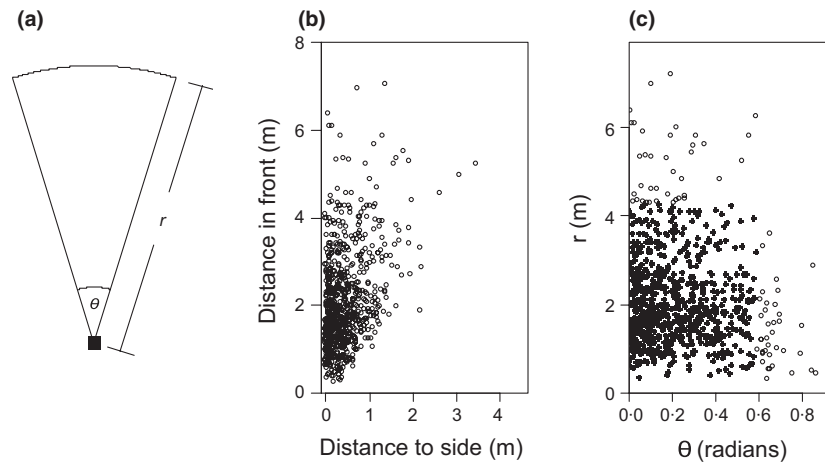 (a)
r
θ
(b)
8
6
4
2
0
0 1 2 3 4
Distance in front (m)
Distance to side (m)
(c)
6
4
2
0
0·0 0·2 0·4 0·6 0·8
r (m)
θ (radians)